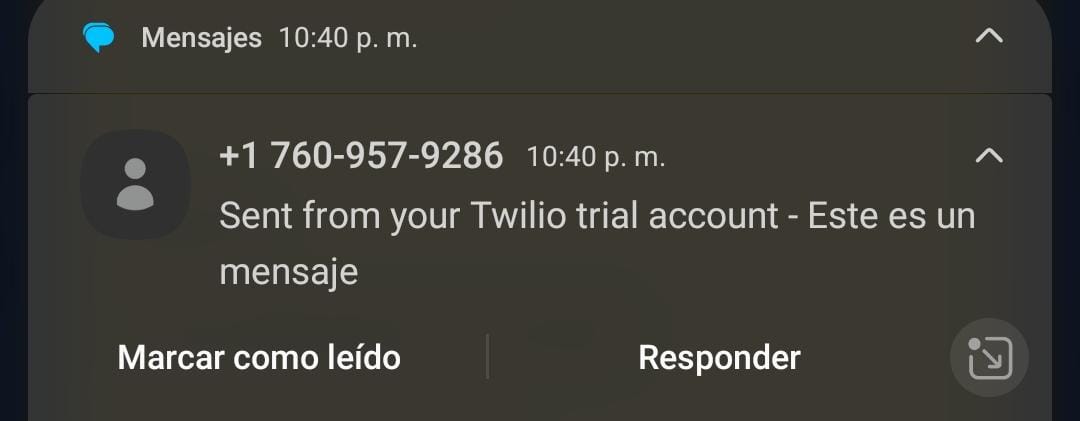 Mensajes 10:40 p. m.
+1 760-957-9286 10:40 p. m.
Sent from your Twilio trial account - Este es un
mensaje
Marcar como leído Responder